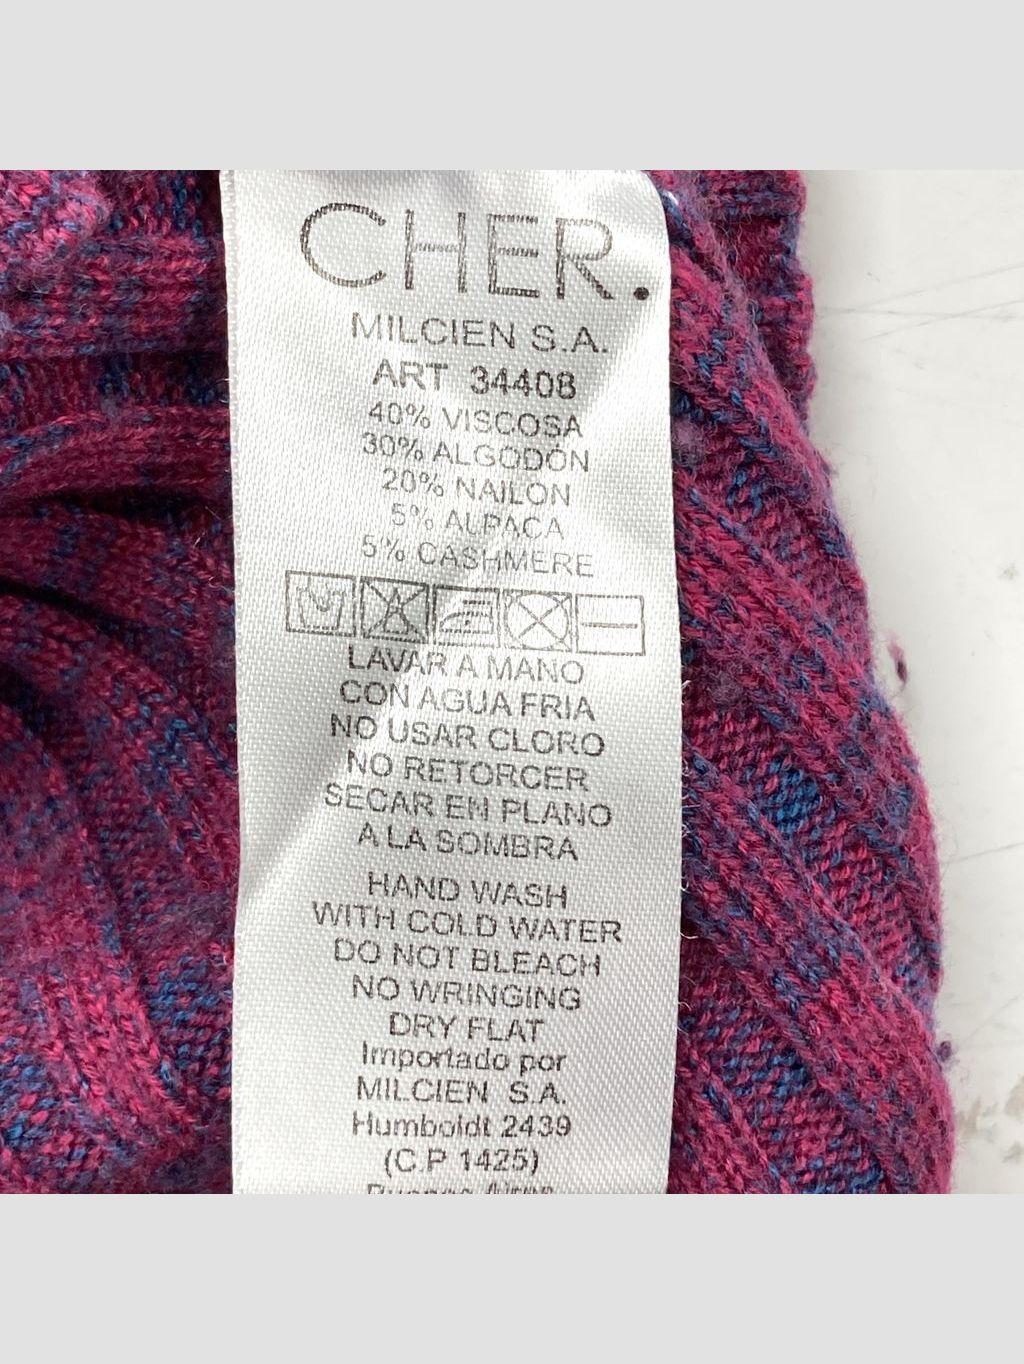 CHER.
MILCIEN S.A.
ART 34408
40% VISCOSA
30% ALGODÓN
20% NAILON
5% ALPACA
5% CASHMERE
LAVAR A MANO
CON AGUA FRIA
NO USAR CLORO
NO RETORCER
SECAR EN PLANO
A LA SOMBRA
HAND WASH
WITH COLD WATER
DO NOT BLEACH
NO WRINGING
DRY FLAT
Importado por
MILCIEN S.A.
Humboldt 2439
(C.P 1425)